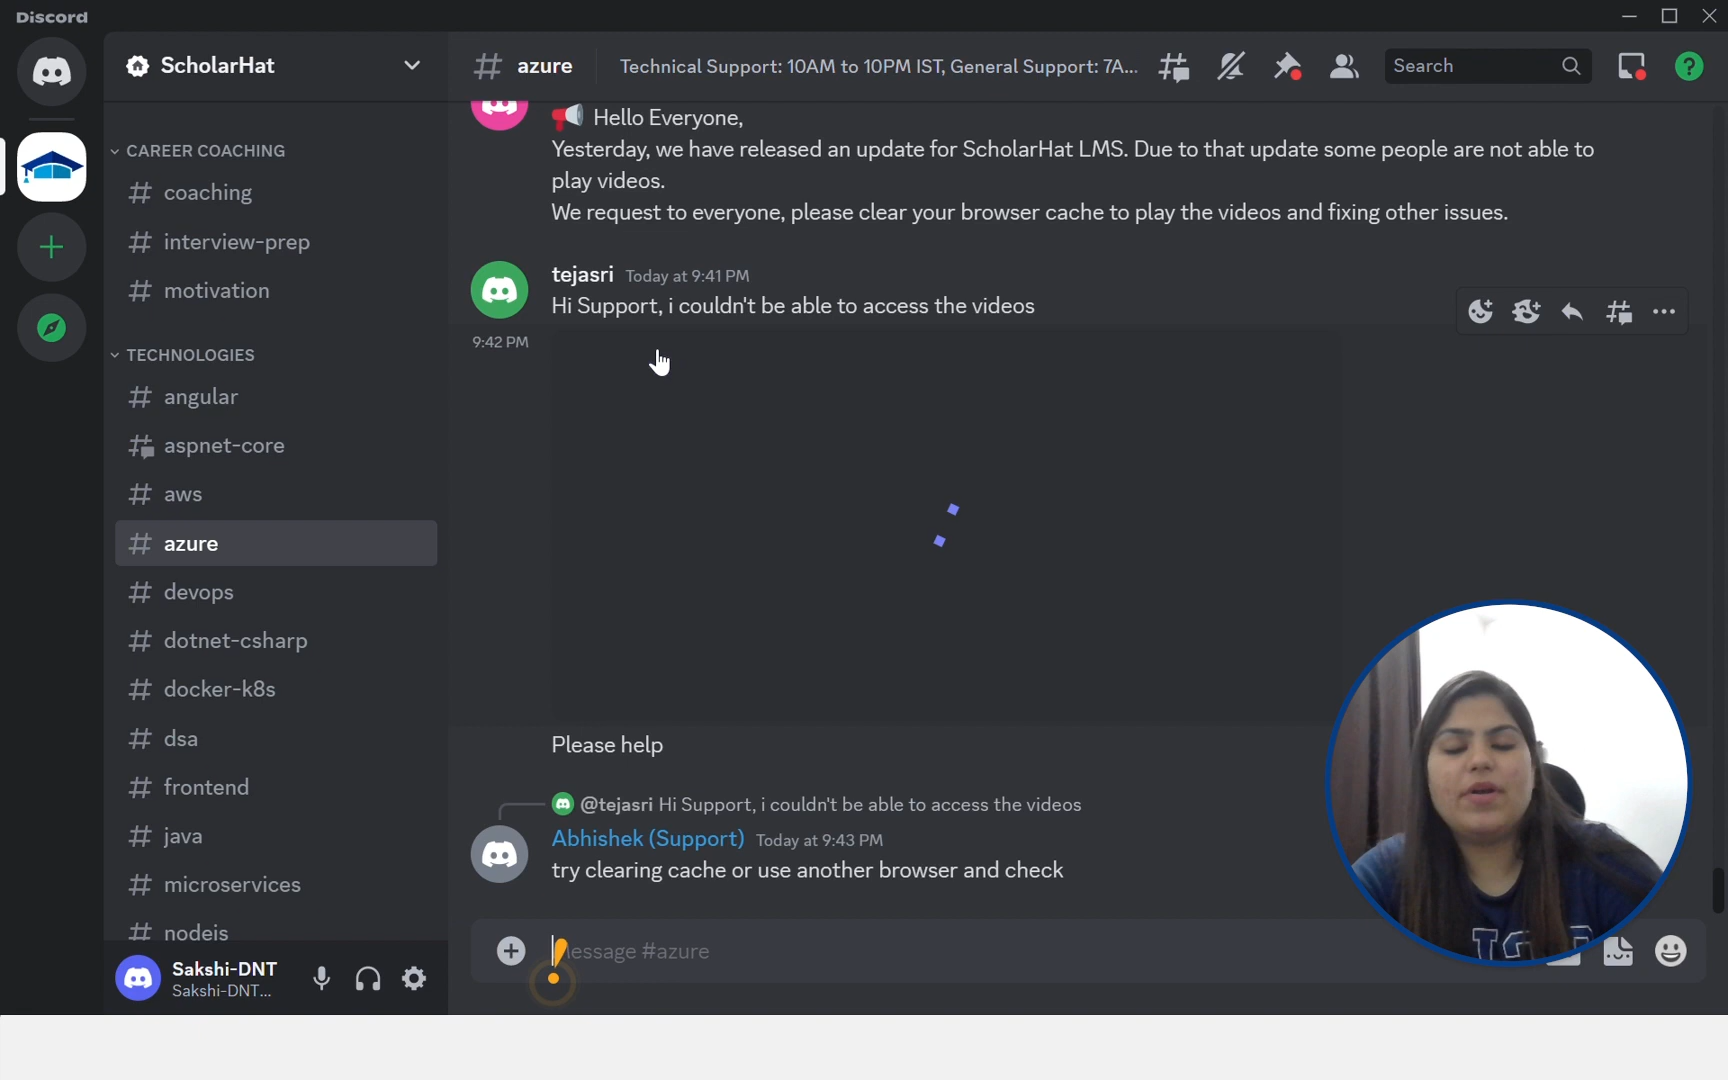 Discord
ScholarHat
CAREER COACHING
# coaching
# interview-prep
# motivation
TECHNOLOGIES
# angular
# aspnet-core
# aws
# azure
# devops
# dotnet-csharp
# docker-k8s
# dsa
# frontend
# java
# microservices
# nodejs
Sakshi-DNT
Sakshi-DNT...
# azure
Technical Support: 10AM to 10PM IST, General Support: 7A...
Search
Hello Everyone,
Yesterday, we have released an update for ScholarHat LMS. Due to that update some people are not able to
play videos.
We request to everyone, please clear your browser cache to play the videos and fixing other issues.
tejasri Today at 9:41 PM
Hi Support, i couldn't be able to access the videos
9:42 PM
Please help
@tejasri Hi Support, i couldn't be able to access the videos
Abhishek (Support) Today at 9:43 PM
try clearing cache or use another browser and check
essage #azure